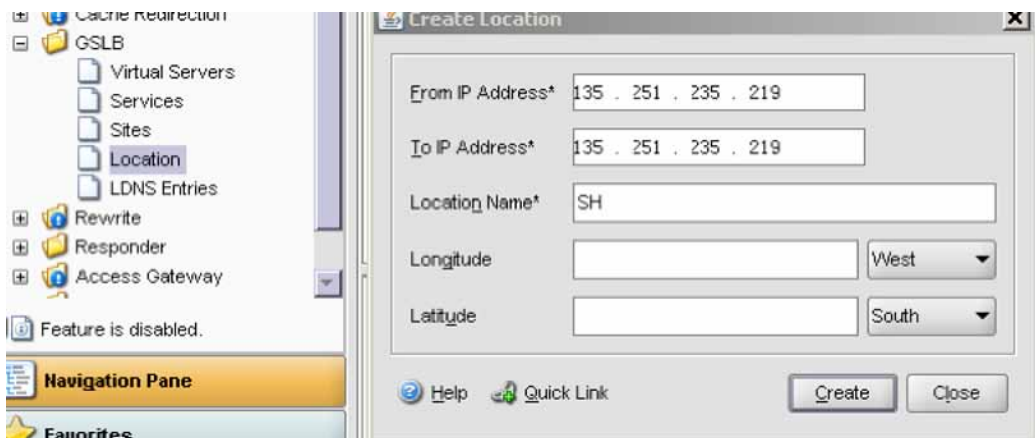 Cache Redirection
GSLB
Virtual Servers
Services
Sites
Location
LDNS Entries
Rewrite
Responder
Access Gateway
Feature is disabled.
Navigation Pane
Favorites
Create Location
From IP Address* 135 . 251 . 235 . 219
To IP Address* 135 . 251 . 235 . 219
Location Name* SH
Longitude West
Latitude South
Help Quick Link Create Close